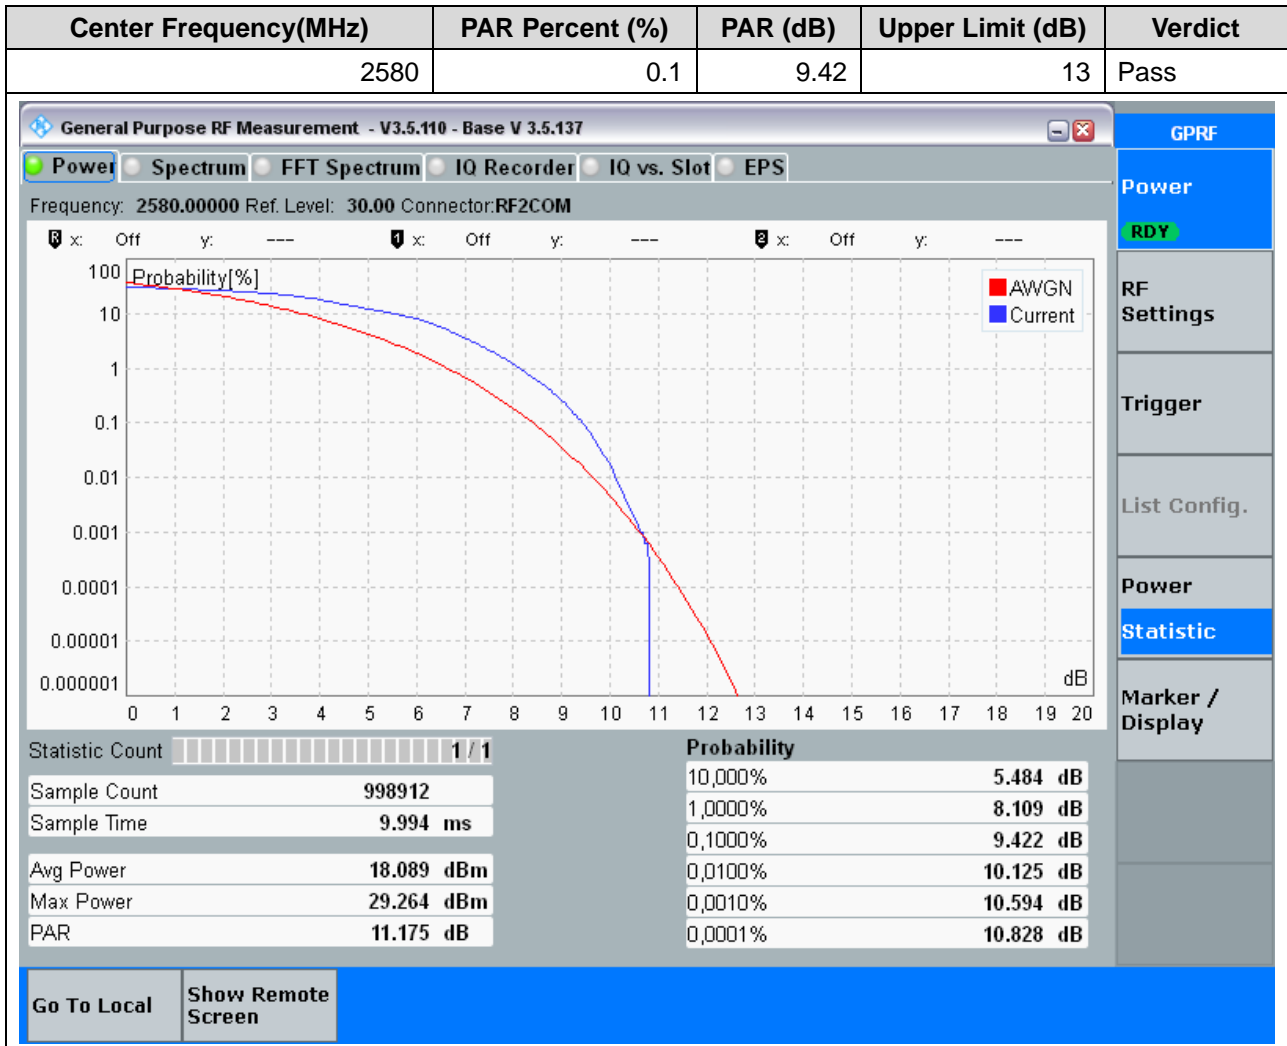 Center Frequency(MHz) PAR Percent (%) PAR (dB) Upper Limit (dB) Verdict
2580 0.1 9.42 13 Pass
General Purpose RF Measurement - V3.5.110 - Base V 3.5.137
GPRF
Power Spectrum FFT Spectrum IQ Recorder IQ vs. Slot EPS
Power
RDY
Frequency: 2580.00000 Ref. Level: 30.00 Connector:RF2COM
R x: Off y: --- 1 x: Off y: --- 2 x: Off y: ---
Probability[%]
100
10
1
0.1
0.01
0.001
0.0001
0.00001
0.000001
AWGN
Current
dB
0 1 2 3 4 5 6 7 8 9 10 11 12 13 14 15 16 17 18 19 20
RF
Settings
Trigger
List Config.
Power
Statistic
Marker /
Display
Statistic Count 1 / 1
Sample Count 998912
Sample Time 9.994 ms
Avg Power 18.089 dBm
Max Power 29.264 dBm
PAR 11.175 dB
Probability
10,000% 5.484 dB
1,0000% 8.109 dB
0,1000% 9.422 dB
0,0100% 10.125 dB
0,0010% 10.594 dB
0,0001% 10.828 dB
Go To Local
Show Remote
Screen